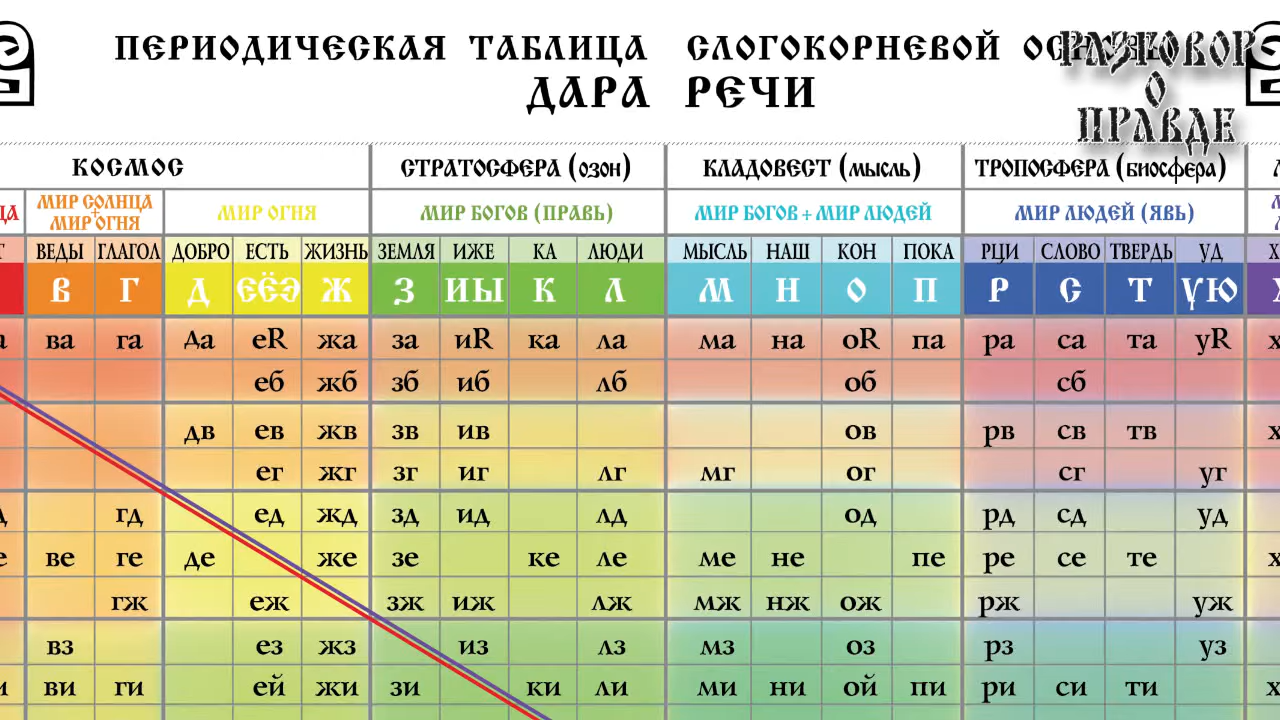 ПЕРИОДИЧЕСКАЯ ТАБЛИЦА СЛОГОКОРНЕВОЙ
ДАРА РЕЧИ
РАЗГОВОР
О
ПРАВДЕ
КОСМОС СТРАТОСФЕРА (озон) КЛАДОВЕСТ (мысль) ТРОПОСФЕРА (биосфера)
МИР СОЛНЦА + МИР ОГНЯ МИР ОГНЯ МИР БОГОВ (ПРАВЬ) МИР БОГОВ + МИР ЛЮДЕЙ МИР ЛЮДЕЙ (ЯВЬ)
ВЕДЫ ГЛАГОЛ ДОБРО ЕСТЬ ЖИЗНЬ ЗЕМЛЯ ИЖЕ КА ЛЮДИ МЫСЛЬ НАШ КОН ПОКА РЦИ СЛОВО ТВЕРДЬ УД
В Г Д ЕЁЭ Ж З ИЫ К Л М Н О П Р С Т УЮ
ва га да еR жа за иR ка ла ма на оR па ра са та уR
еб жб зб иб лб об сб
дв ев жв зв ив ов рв св тв
ег жг зг иг лг мг ог сг уг
гд ед жд зд ид лд од рд сд уд
ве ге де же зе ке ле ме не пе ре се те
гж еж зж иж лж мж нж ож рж уж
вз ез жз из лз мз оз рз уз
ви ги ей жи зи ки ли ми ни ой пи ри си ти